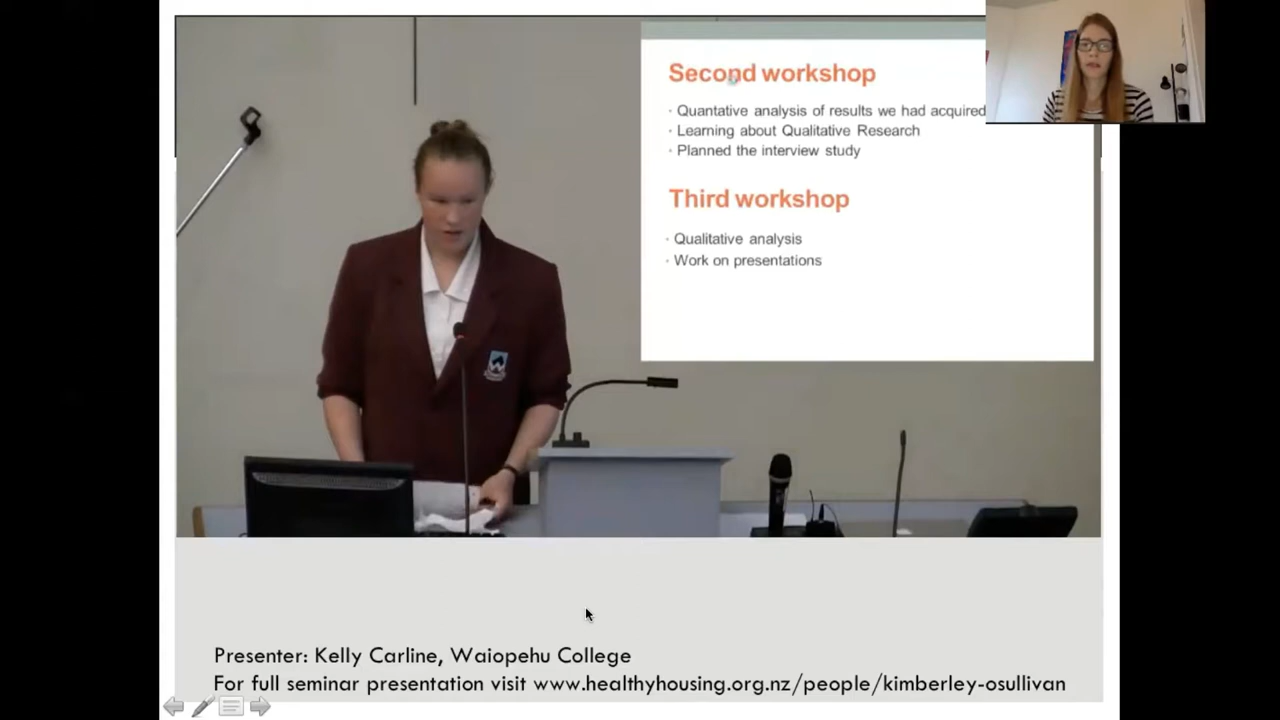 Second workshop
· Quantative analysis of results we had acquired
· Learning about Qualitative Research
· Planned the interview study
Third workshop
· Qualitative analysis
· Work on presentations
Presenter: Kelly Carline, Waiopehu College
For full seminar presentation visit www.healthyhousing.org.nz/people/kimberley-osullivan